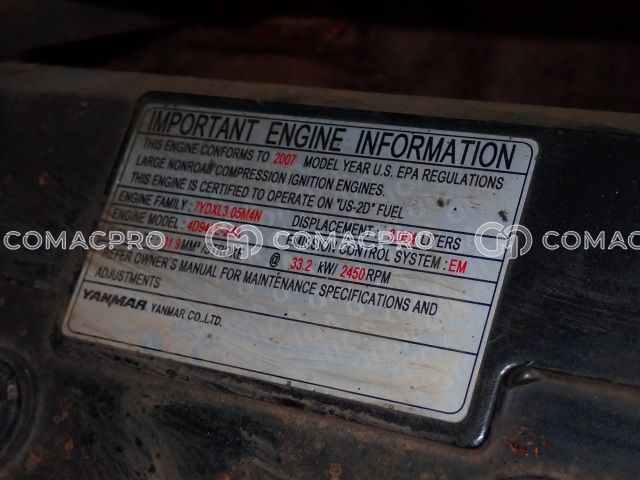 IMPORTANT ENGINE INFORMATION
THIS ENGINE CONFORMS TO 2007 MODEL YEAR U.S. EPA REGULATIONS
LARGE NONROAD COMPRESSION IGNITION ENGINES.
THIS ENGINE IS CERTIFIED TO OPERATE ON "US-2D" FUEL
ENGINE FAMILY : 7YDXL3.05M4N DISPLACEMENT : LITERS
ENGINE MODEL : EMISSION CONTROL SYSTEM : EM
@ 33.2 kW/ 2450 RPM
REFER OWNER'S MANUAL FOR MAINTENANCE SPECIFICATIONS AND
ADJUSTMENTS
YANMAR YANMAR CO.,LTD.
COMACPRO COMACPRO COMACPRO